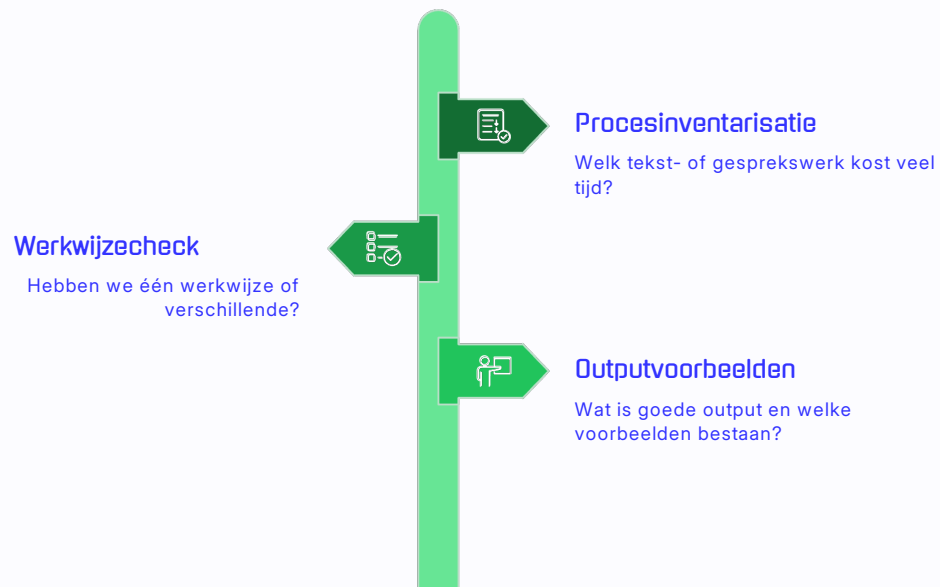 Procesinventarisatie
Welk tekst- of gesprekswerk kost veel
tijd?
Werkwijzecheck
Hebben we één werkwijze of
verschillende?
Outputvoorbeelden
Wat is goede output en welke
voorbeelden bestaan?